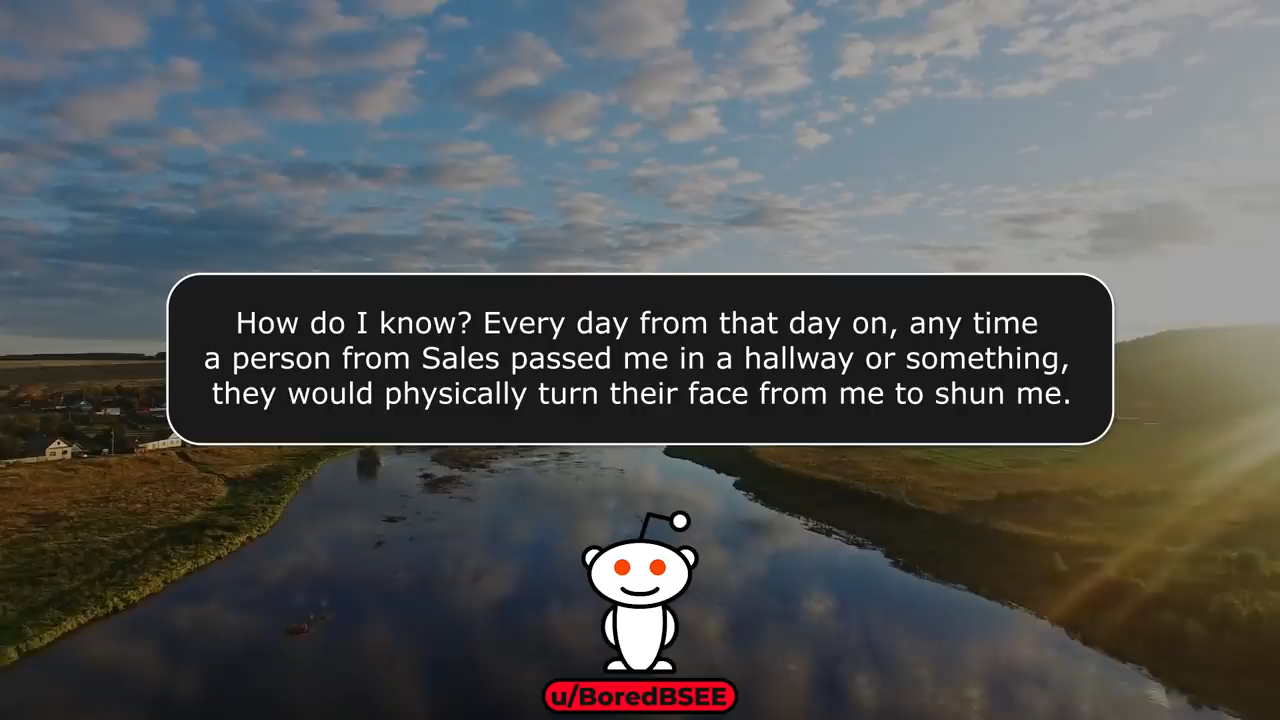 How do I know? Every day from that day on, any time
a person from Sales passed me in a hallway or something,
they would physically turn their face from me to shun me.
u/BoredBSEE